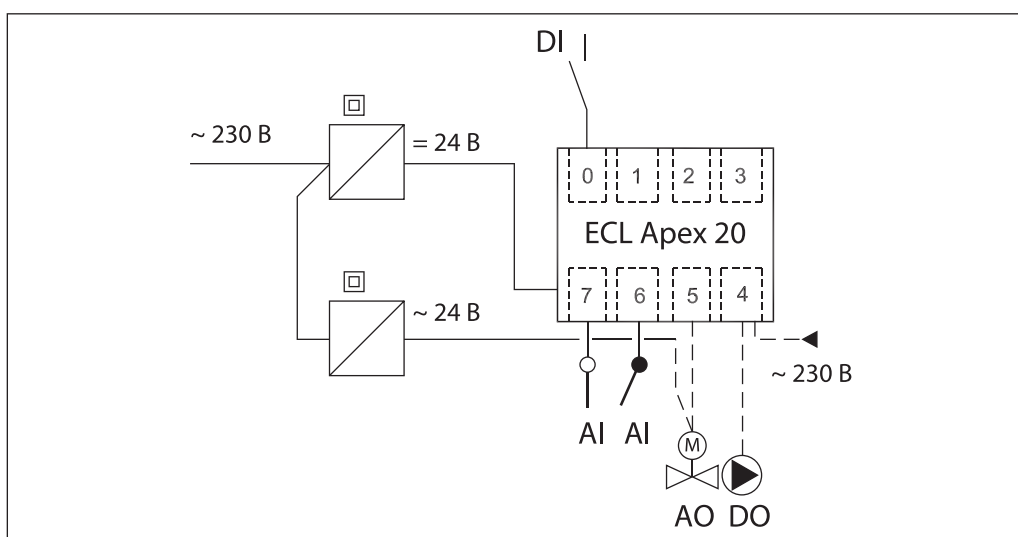 DI
~ 230 В
= 24 В
0 1 2 3
ECL Apex 20
7 6 5 4
~ 24 В
~ 230 В
AI AI
M
AO DO